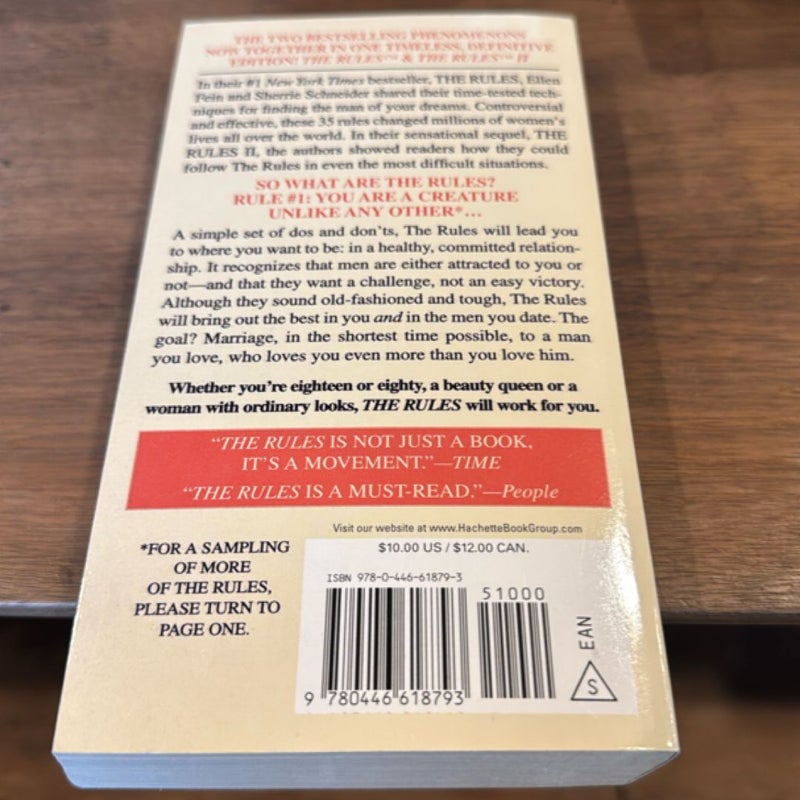 THE TWO BESTSELLING PHENOMENONS
NOW TOGETHER IN ONE TIMELESS, DEFINITIVE
EDITION! THE RULES™ & THE RULES™ II
In their #1 New York Times bestseller, THE RULES, Ellen
Fein and Sherrie Schneider shared their time-tested tech-
niques for finding the man of your dreams. Controversial
and effective, these 35 rules changed millions of women's
lives all over the world. In their sensational sequel, THE
RULES II, the authors showed readers how they could
follow The Rules in even the most difficult situations.
SO WHAT ARE THE RULES?
RULE #1: YOU ARE A CREATURE
UNLIKE ANY OTHER*...
A simple set of dos and don'ts, The Rules will lead you
to where you want to be: in a healthy, committed relation-
ship. It recognizes that men are either attracted to you or
not—and that they want a challenge, not an easy victory.
Although they sound old-fashioned and tough, The Rules
will bring out the best in you and in the men you date. The
goal? Marriage, in the shortest time possible, to a man
you love, who loves you even more than you love him.
Whether you're eighteen or eighty, a beauty queen or a
woman with ordinary looks, THE RULES will work for you.
"THE RULES IS NOT JUST A BOOK,
IT'S A MOVEMENT."—TIME
"THE RULES IS A MUST-READ."—People
Visit our website at www.HachetteBookGroup.com
*FOR A SAMPLING
OF MORE
OF THE RULES,
PLEASE TURN TO
PAGE ONE.
$10.00 US / $12.00 CAN.
ISBN 978-0-446-61879-3
51000
9 780446 618793
EAN
S